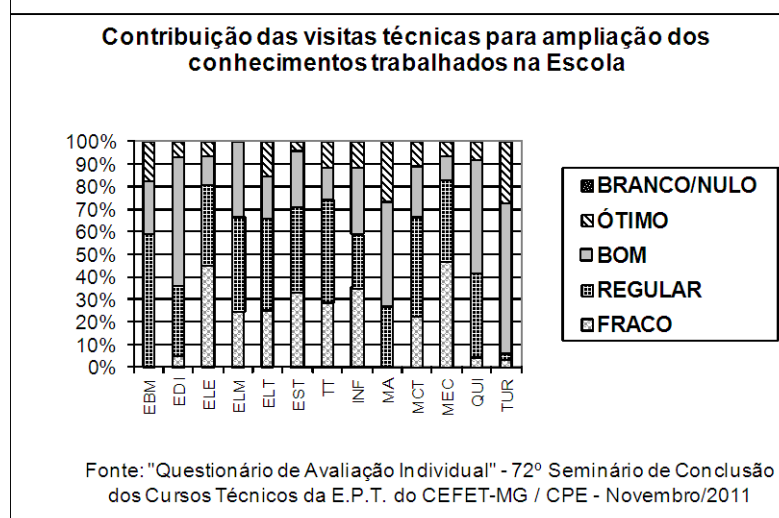 Contribuição das visitas técnicas para ampliação dos
conhecimentos trabalhados na Escola
100%
90%
80%
70%
60%
50%
40%
30%
20%
10%
0%
EBM
EDI
ELE
ELM
ELT
EST
TT
INF
MA
MCT
MEC
QUI
TUR
BRANCO/NULO
ÓTIMO
BOM
REGULAR
FRACO
Fonte: "Questionário de Avaliação Individual" - 72º Seminário de Conclusão
dos Cursos Técnicos da E.P.T. do CEFET-MG / CPE - Novembro/2011